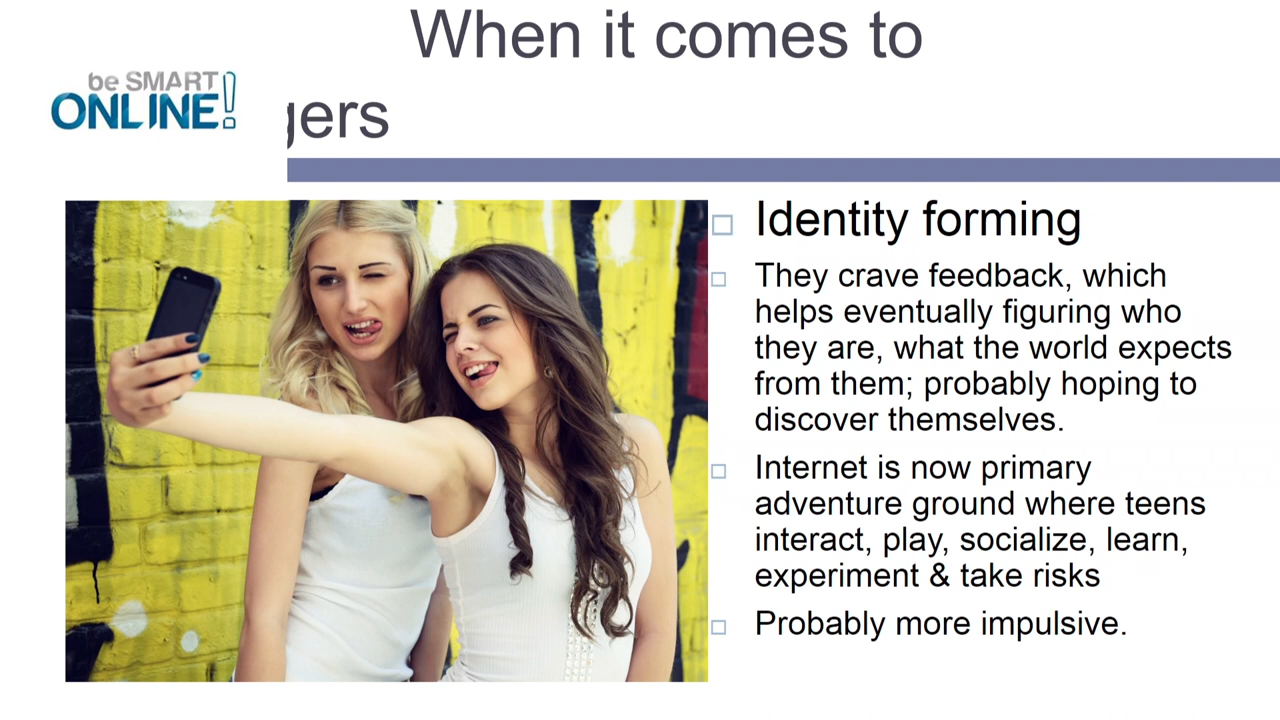 When it comes to
be SMART
ONLINE!
gers
Identity forming
They crave feedback, which
helps eventually figuring who
they are, what the world expects
from them; probably hoping to
discover themselves.
Internet is now primary
adventure ground where teens
interact, play, socialize, learn,
experiment & take risks
Probably more impulsive.